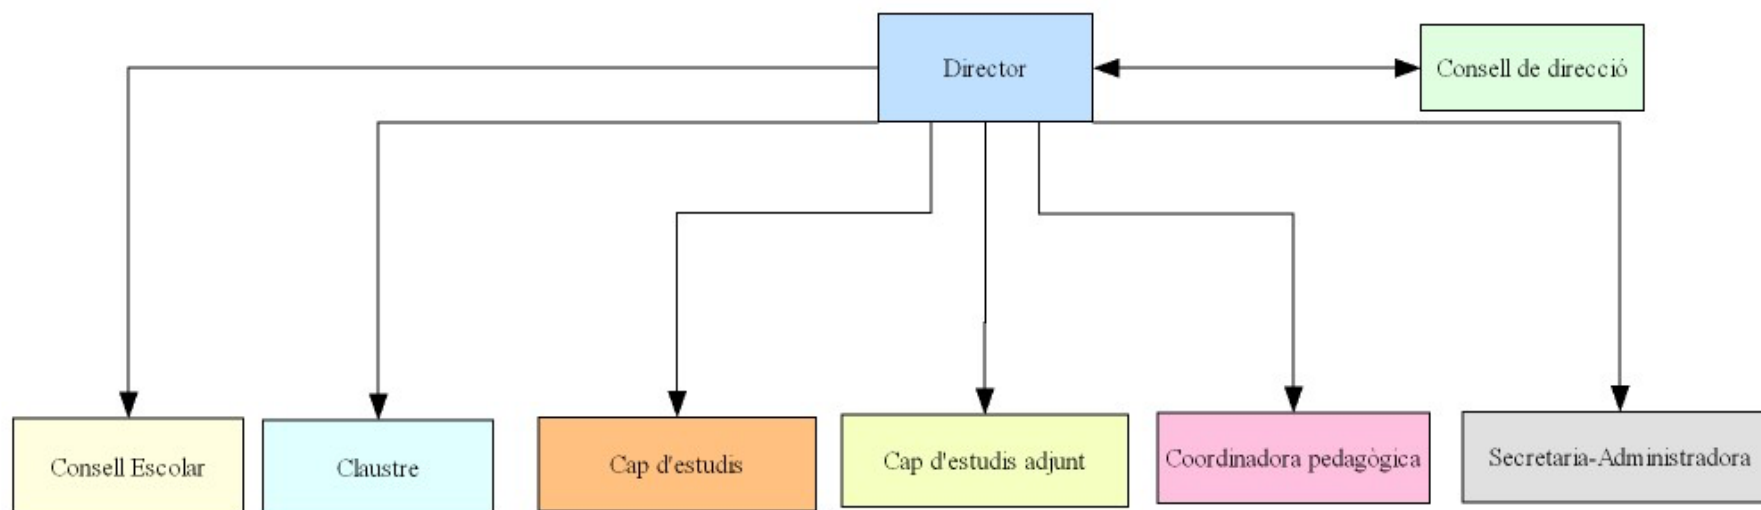 Director
Consell de direcció
Consell Escolar
Claustre
Cap d'estudis
Cap d'estudis adjunt
Coordinadora pedagògica
Secretaria-Administradora